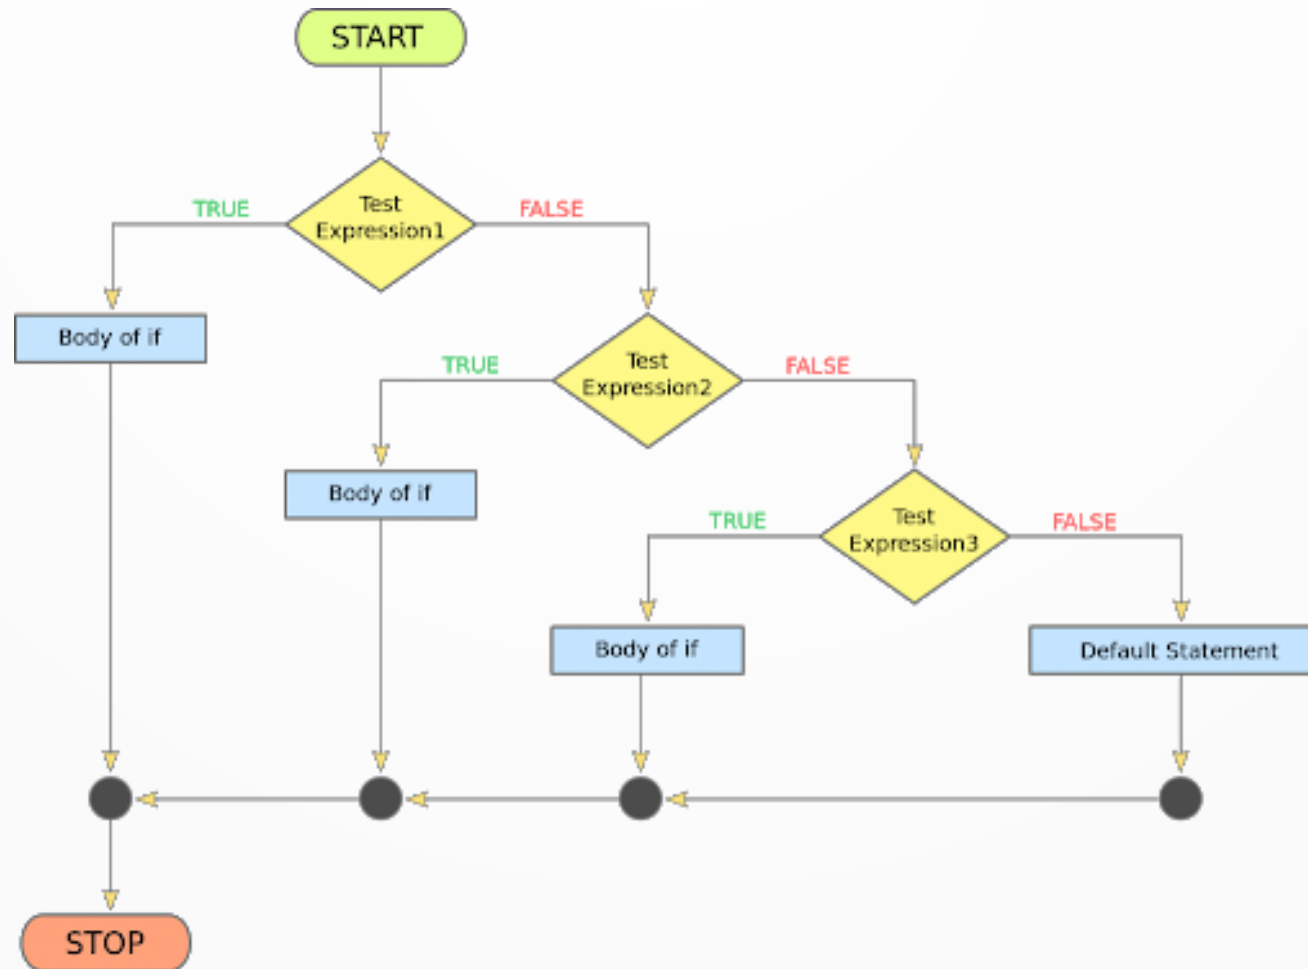 START
Test
Expression1
TRUE
FALSE
Body of if
Test
Expression2
TRUE
FALSE
Body of if
Test
Expression3
TRUE
FALSE
Body of if
Default Statement
STOP